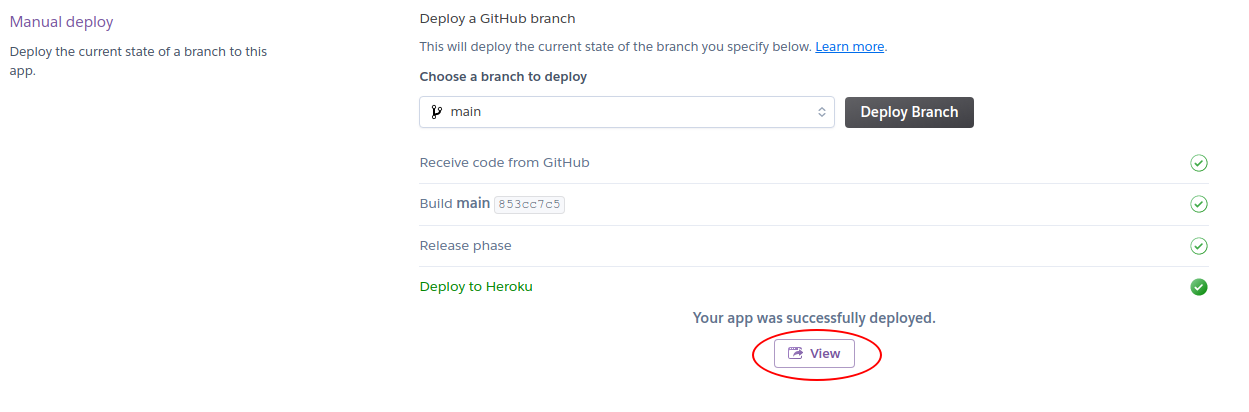 Manual deploy
Deploy the current state of a branch to this
app.
Deploy a GitHub branch
This will deploy the current state of the branch you specify below. Learn more.
Choose a branch to deploy
main
Deploy Branch
Receive code from GitHub
Build main 853cc7c5
Release phase
Deploy to Heroku
Your app was successfully deployed.
View